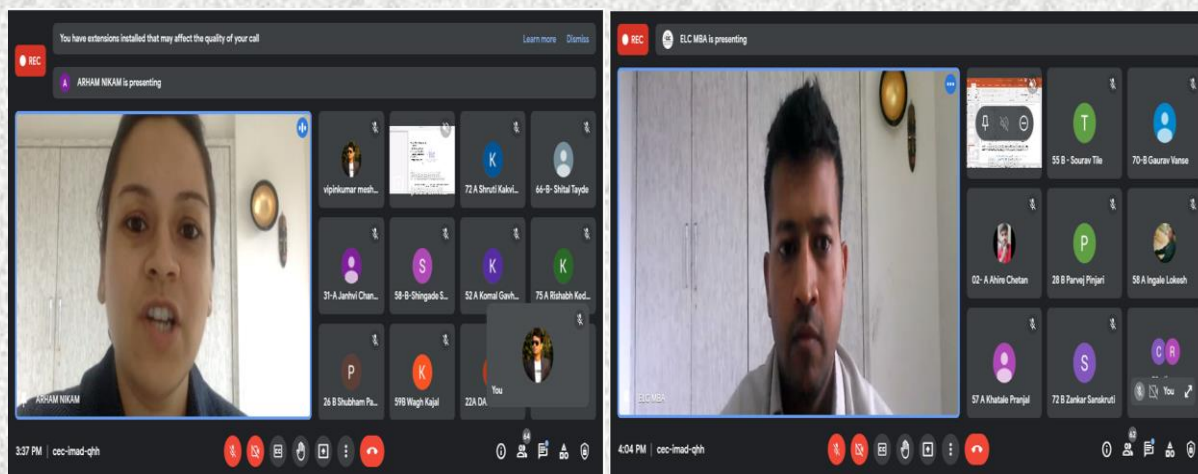 You have extensions installed that may affect the quality of your call
Learn more Dismiss
REC
A ARHAM NIKAM is presenting
vipinkumar mesh...
K
72 A Shruti Kakvi...
66-B- Shital Tayde
31-A Janhvi Chan...
S
58-B-Shingade S...
K
52 A Komal Gavh...
K
75 A Rishabh Ked...
P
26 B Shubham Pa...
K
59B Wagh Kajal
22A DA
You
ARHAM NIKAM
3:37 PM | cec-imad-qhh
64
REC
ELC MBA is presenting
T
55 B - Sourav Tile
70-B Gaurav Vanse
02- A Ahire Chetan
P
28 B Parvej Pinjari
58 A Ingale Lokesh
57 A Khatale Pranjal
S
72 B Zankar Sanskruti
C R
You
ELC MBA
4:04 PM | cec-imad-qhh